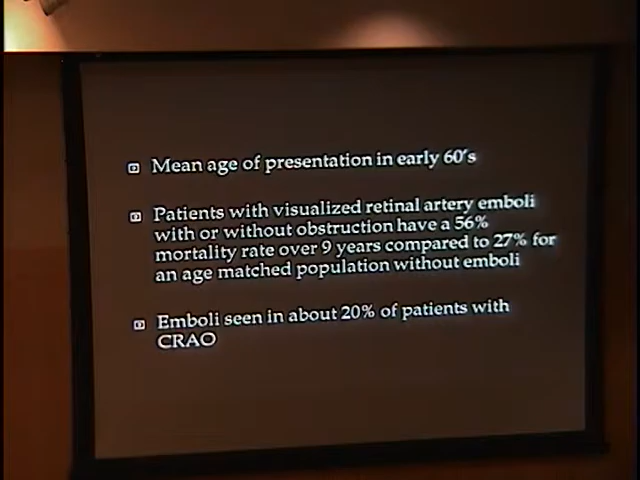 Mean age of presentation in early 60's
Patients with visualized retinal artery emboli
with or without obstruction have a 56%
mortality rate over 9 years compared to 27% for
an age matched population without emboli
Emboli seen in about 20% of patients with
CRAO